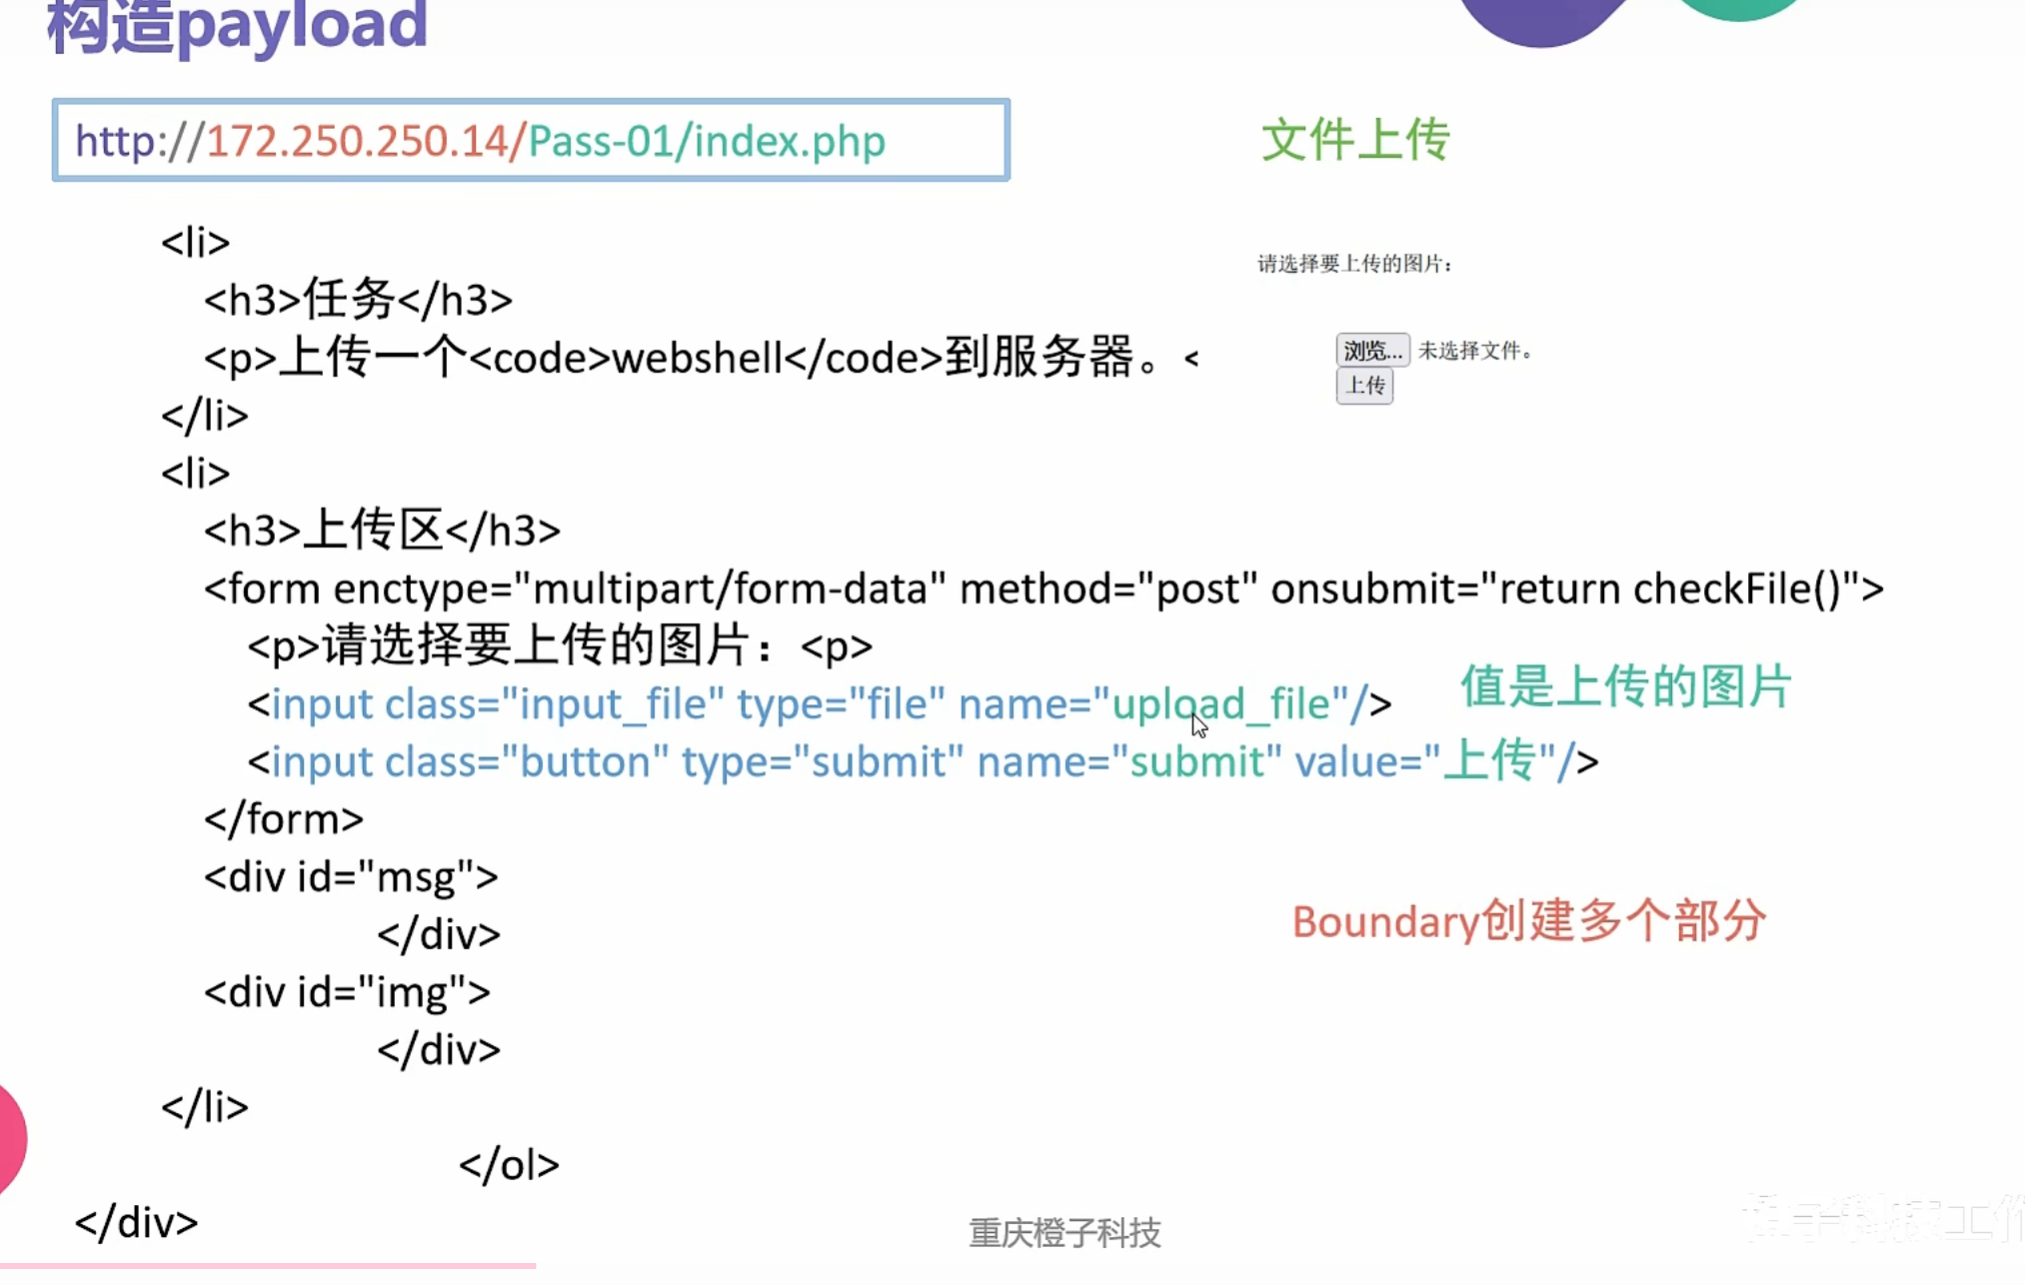 构造payload
http://172.250.250.14/Pass-01/index.php
文件上传
<li>
<h3>任务</h3>
<p>上传一个<code>webshell</code>到服务器。<
</li>
请选择要上传的图片：
浏览... 未选择文件。
上传
<li>
<h3>上传区</h3>
<form enctype="multipart/form-data" method="post" onsubmit="return checkFile()">
<p>请选择要上传的图片：<p>
<input class="input_file" type="file" name="upload_file"/>
值是上传的图片
<input class="button" type="submit" name="submit" value="上传"/>
</form>
<div id="msg">
</div>
Boundary创建多个部分
<div id="img">
</div>
</li>
</ol>
</div>
重庆橙子科技
橙子科技工作